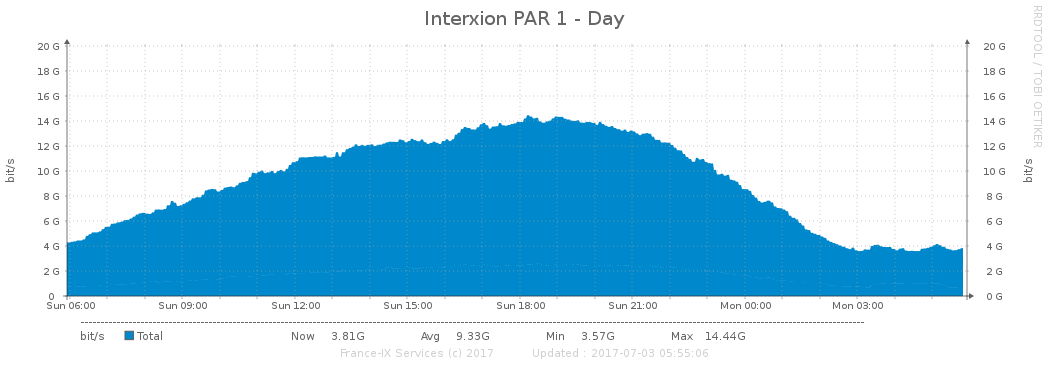 Interxion PAR 1 - Day
RRDTOOL / TOBI OETIKER
20 G 20 G
18 G 18 G
16 G 16 G
14 G 14 G
12 G 12 G
10 G 10 G
8 G 8 G
6 G 6 G
4 G 4 G
2 G 2 G
0 0 G
bit/s bit/s
Sun 06:00 Sun 09:00 Sun 12:00 Sun 15:00 Sun 18:00 Sun 21:00 Mon 00:00 Mon 03:00
bit/s Total Now 3.81G Avg 9.33G Min 3.57G Max 14.44G
France-IX Services (c) 2017 Updated : 2017-07-03 05:55:06